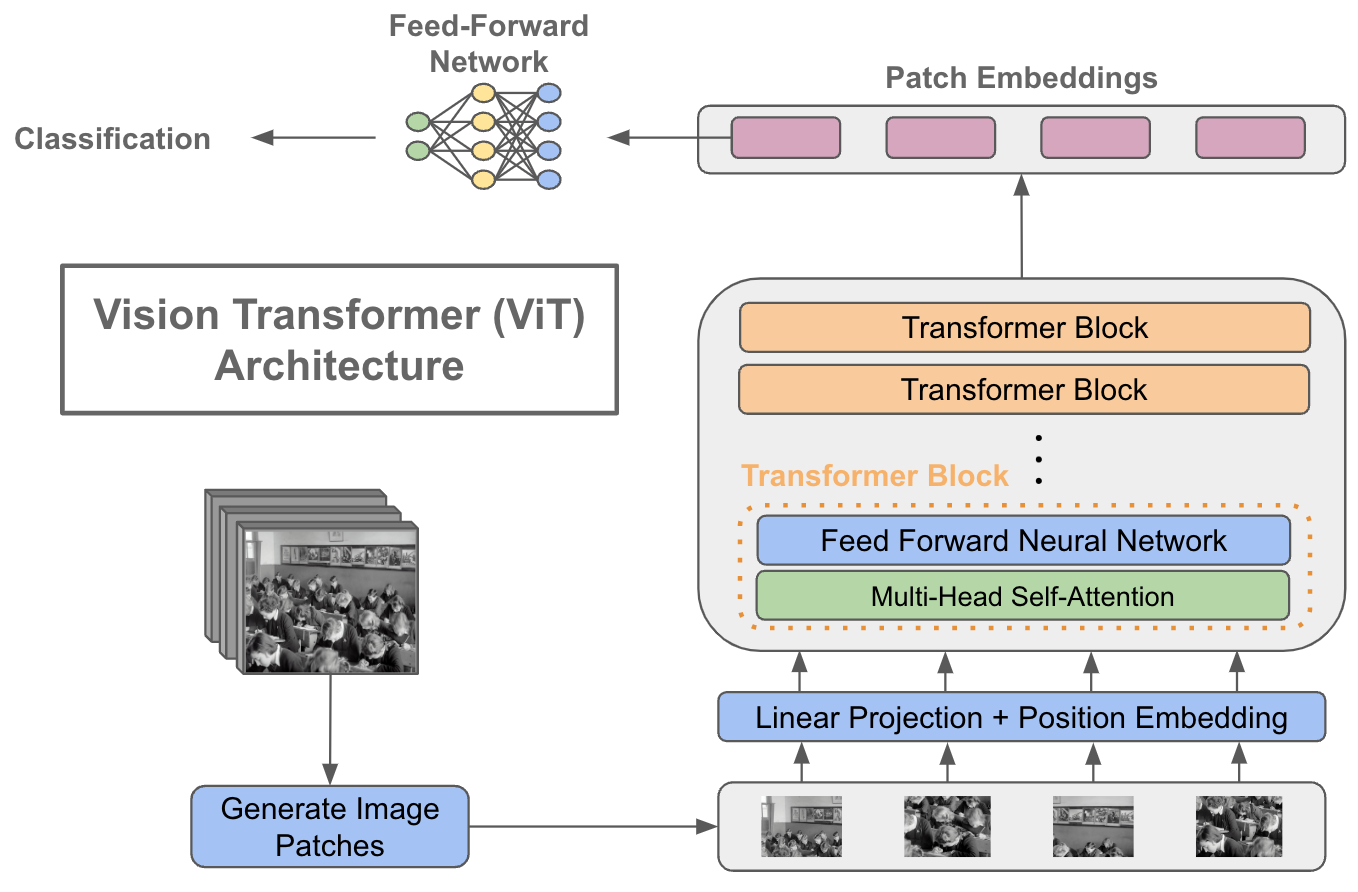 Feed-Forward
Network
Patch Embeddings
Classification
Vision Transformer (ViT)
Architecture
Transformer Block
Transformer Block
Transformer Block
Feed Forward Neural Network
Multi-Head Self-Attention
Linear Projection + Position Embedding
Generate Image
Patches